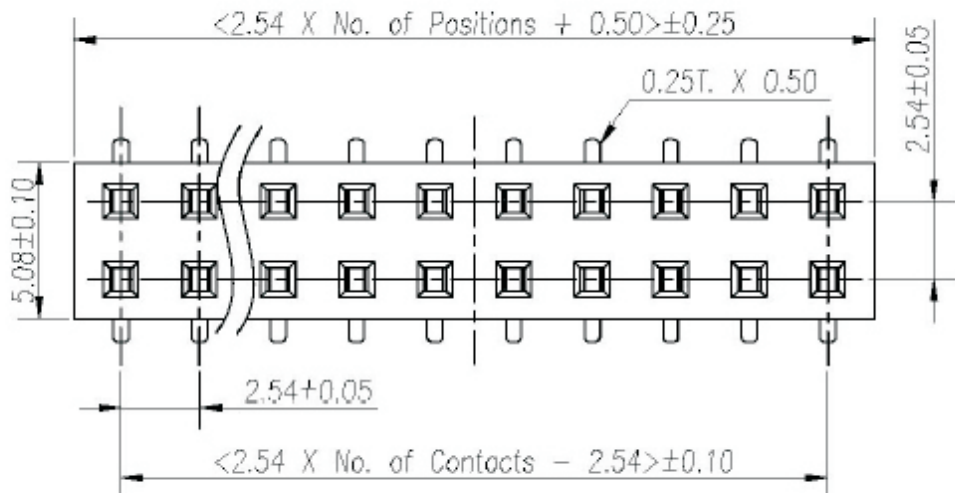 <2.54 X No. of Positions + 0.50>±0.25
0.25T. X 0.50
2.54±0.05
5.08±0.10
2.54±0.05
<2.54 X No. of Contacts - 2.54>±0.10